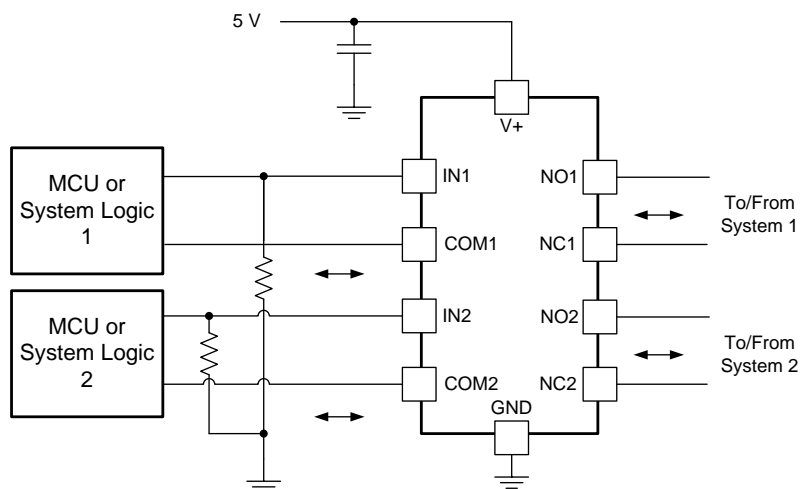 5 V
V+
MCU or
System Logic
1
IN1
NO1
To/From
System 1
COM1
NC1
MCU or
System Logic
2
IN2
NO2
To/From
System 2
COM2
NC2
GND